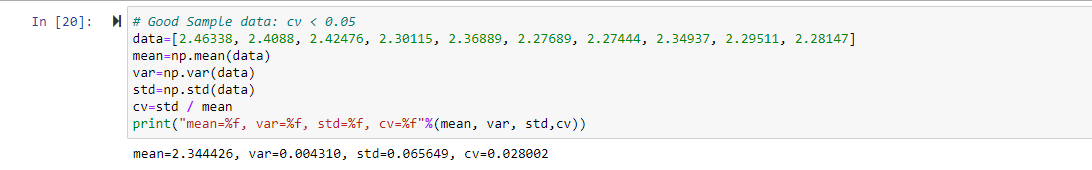 In [20]:
# Good Sample data: cv < 0.05
data=[2.46338, 2.4088, 2.42476, 2.30115, 2.36889, 2.27689, 2.27444, 2.34937, 2.29511, 2.28147]
mean=np.mean(data)
var=np.var(data)
std=np.std(data)
cv=std / mean
print("mean=%f, var=%f, std=%f, cv=%f"%(mean, var, std,cv))
mean=2.344426, var=0.004310, std=0.065649, cv=0.028002